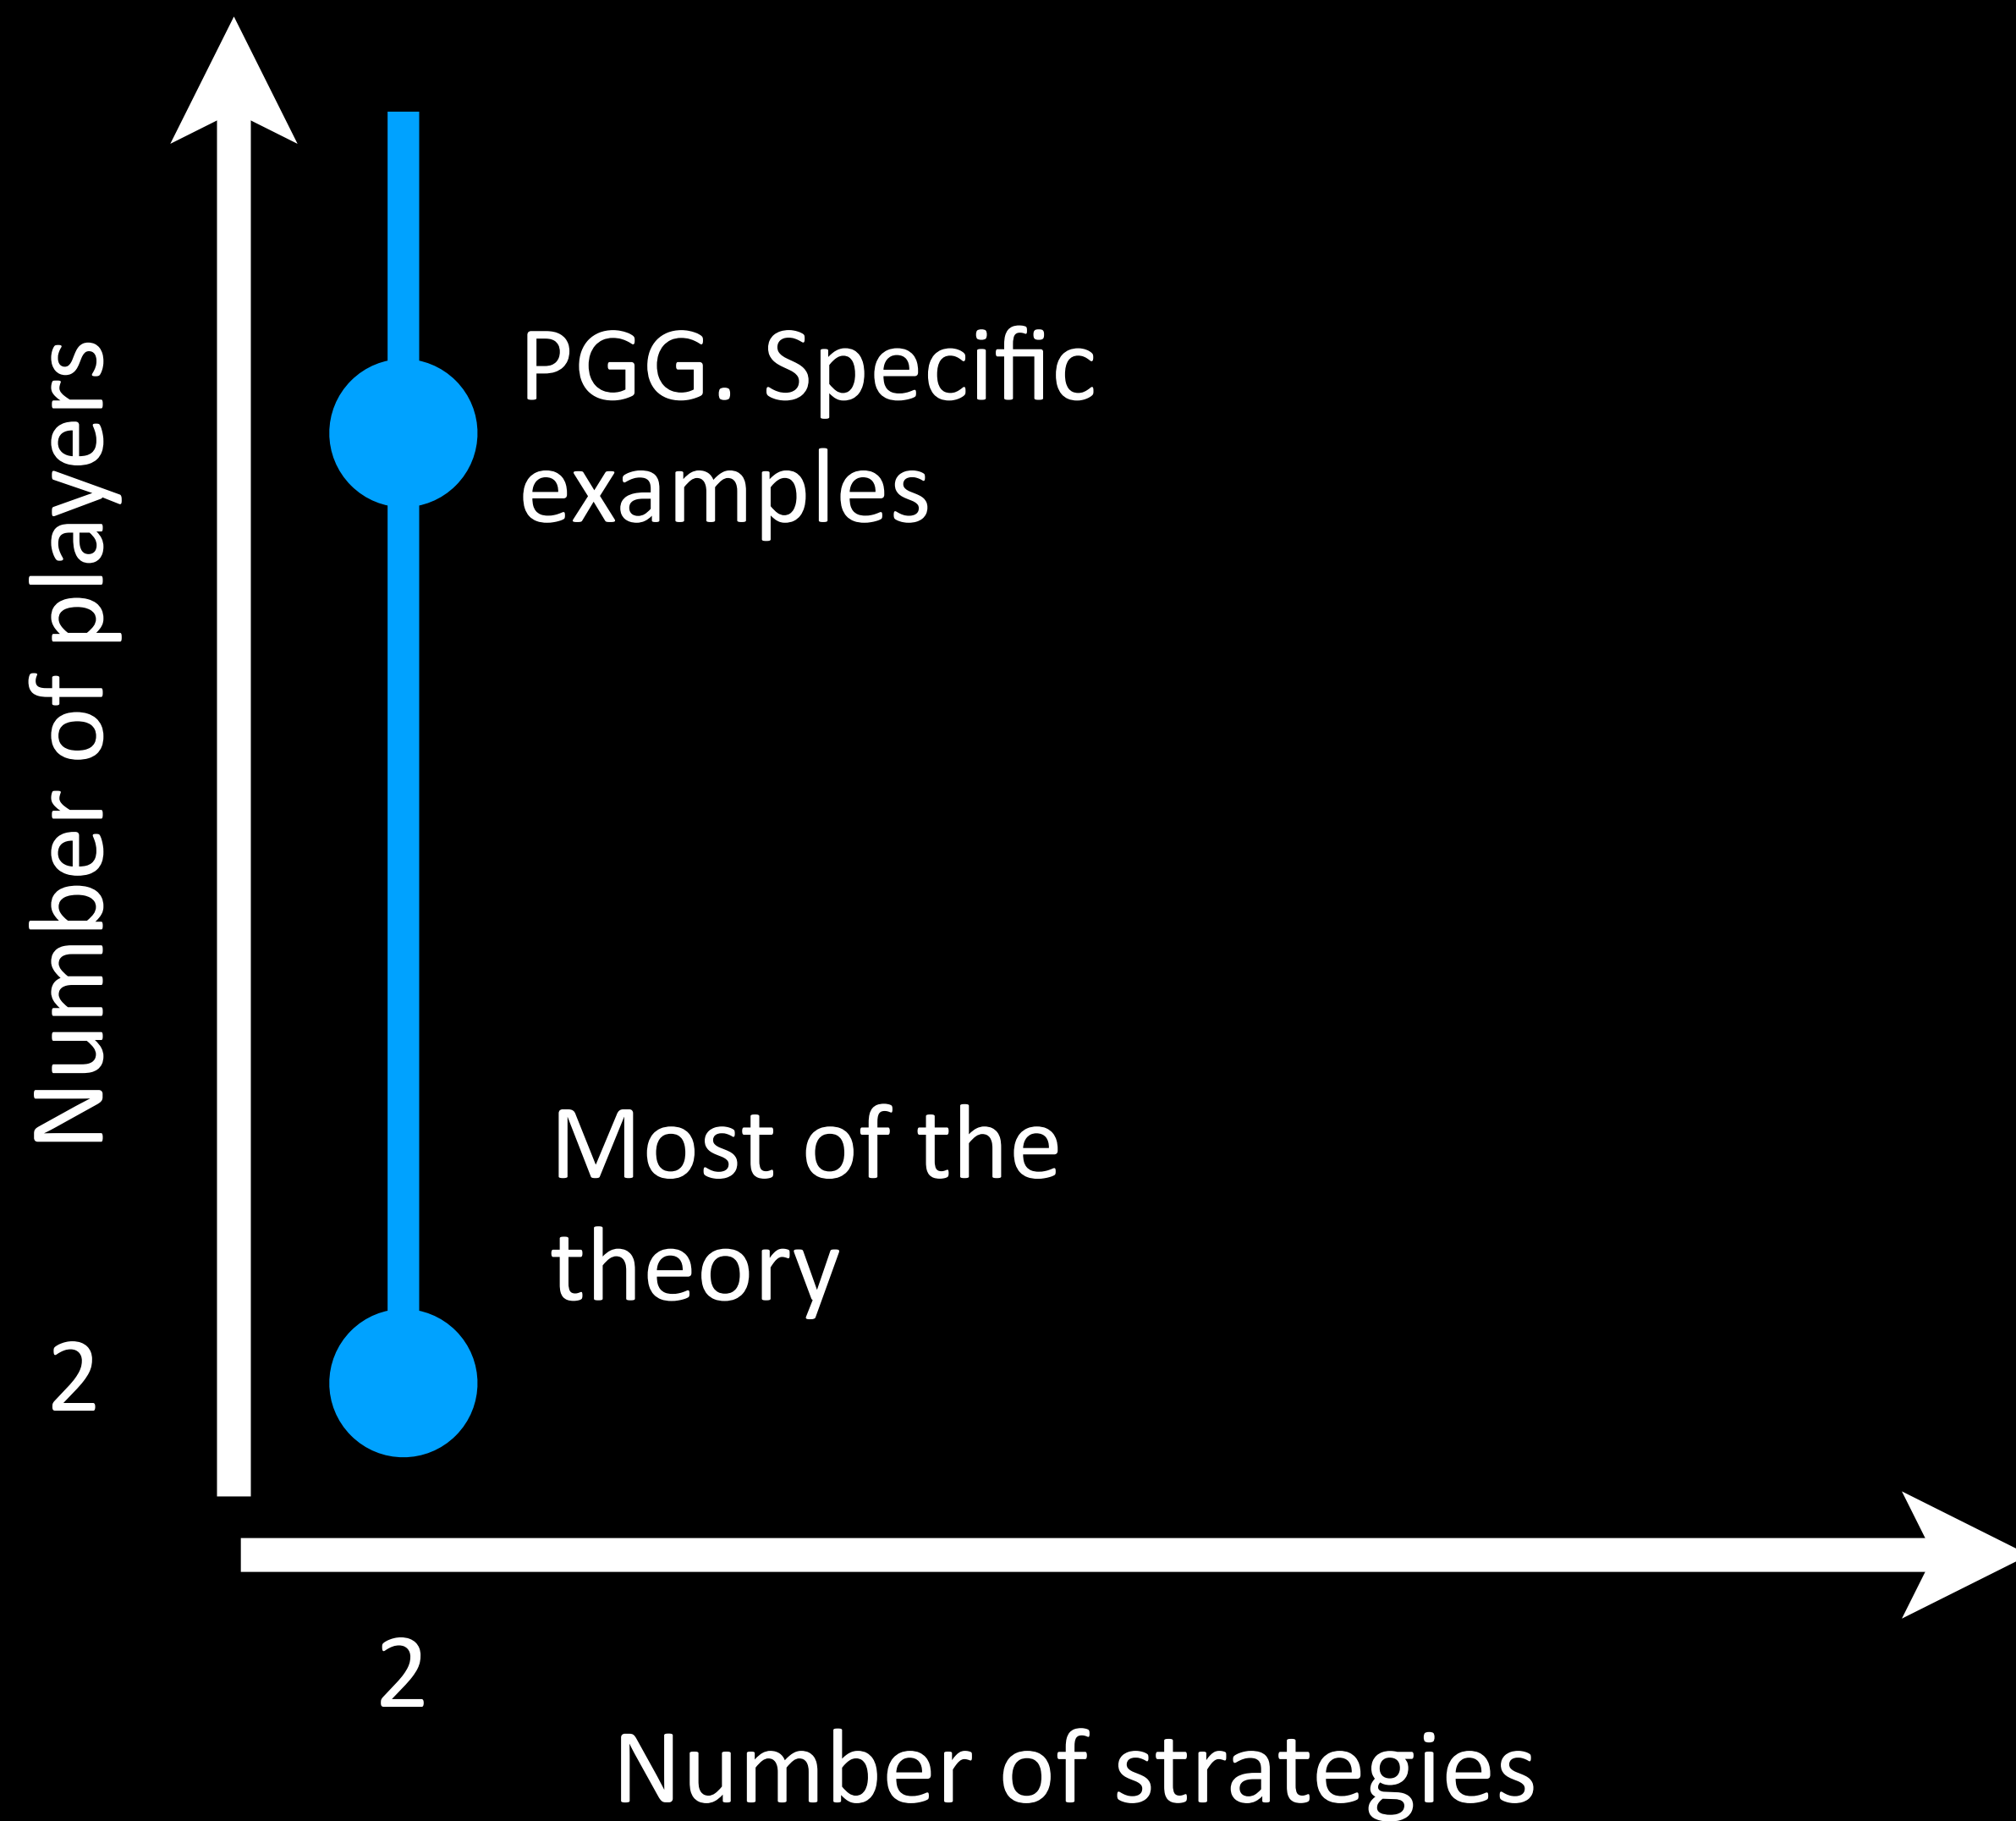 Number of players
PGG. Specific
examples
Most of the
theory
2
2
Number of strategies